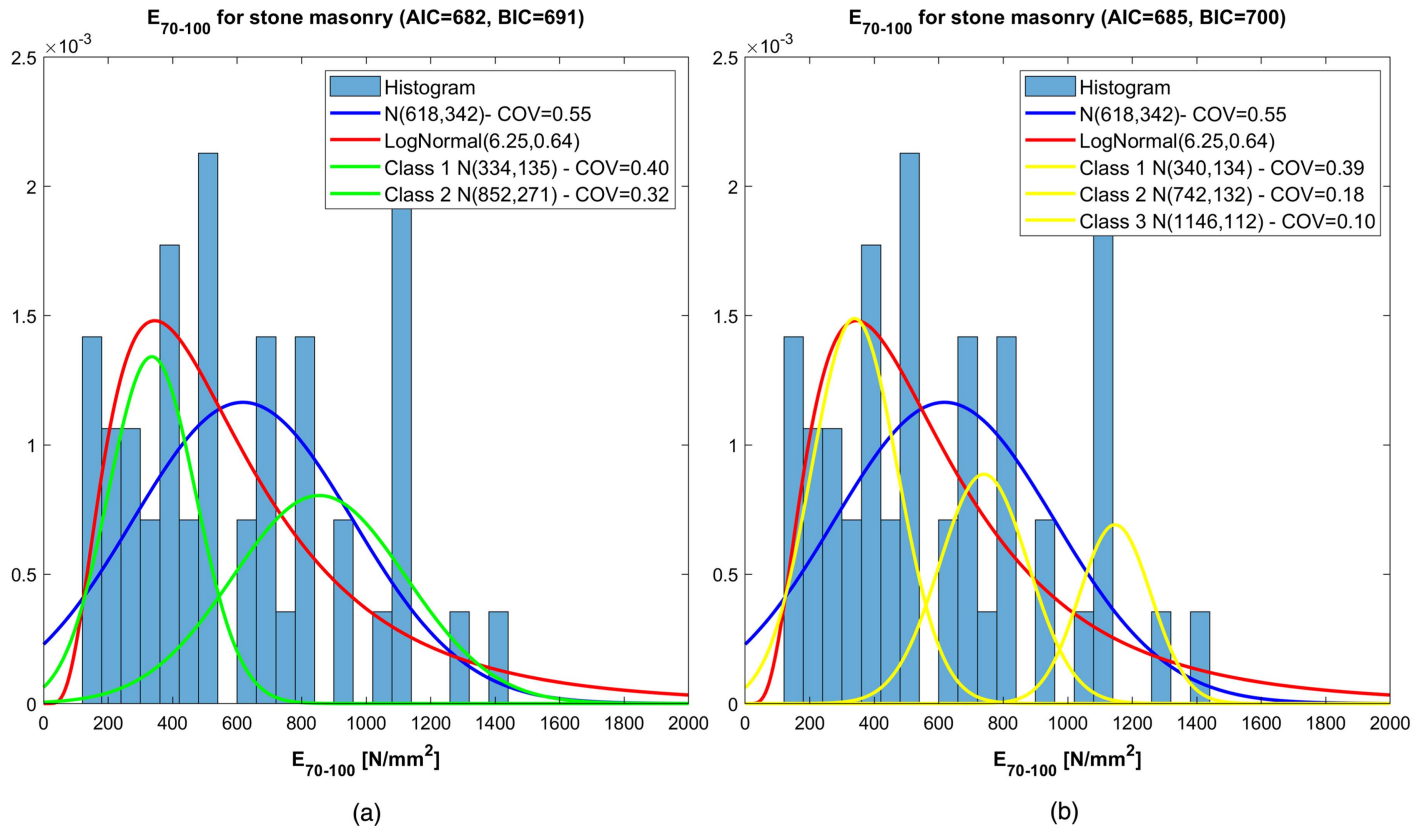 E70-100 for stone masonry (AIC=682, BIC=691)
×10-3
2.5
2
1.5
1
0.5
0
0 200 400 600 800 1000 1200 1400 1600 1800 2000
E70-100 [N/mm2]
Histogram
N(618,342)- COV=0.55
LogNormal(6.25,0.64)
Class 1 N(334,135) - COV=0.40
Class 2 N(852,271) - COV=0.32
(a)
E70-100 for stone masonry (AIC=685, BIC=700)
×10-3
2.5
2
1.5
1
0.5
0
200 400 600 800 1000 1200 1400 1600 1800 2000
E70-100 [N/mm2]
Histogram
N(618,342)- COV=0.55
LogNormal(6.25,0.64)
Class 1 N(340,134) - COV=0.39
Class 2 N(742,132) - COV=0.18
Class 3 N(1146,112) - COV=0.10
(b)